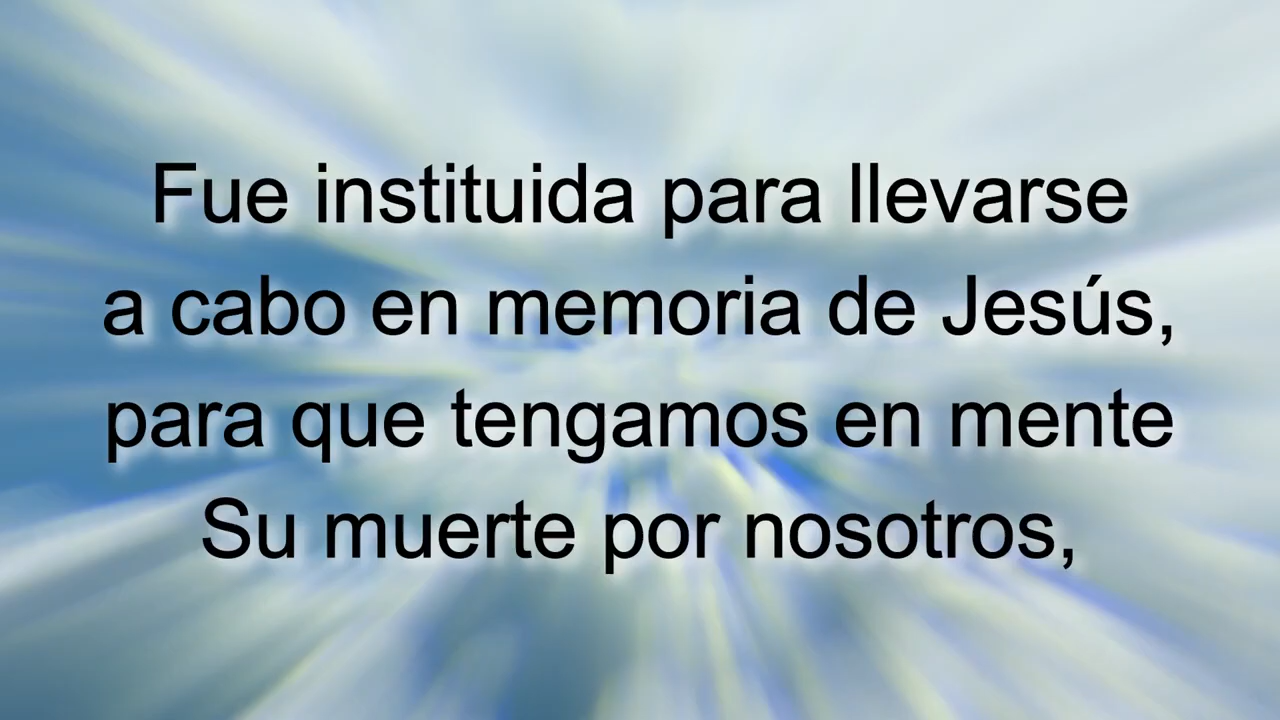 Fue instituida para llevarse
a cabo en memoria de Jesús,
para que tengamos en mente
Su muerte por nosotros,